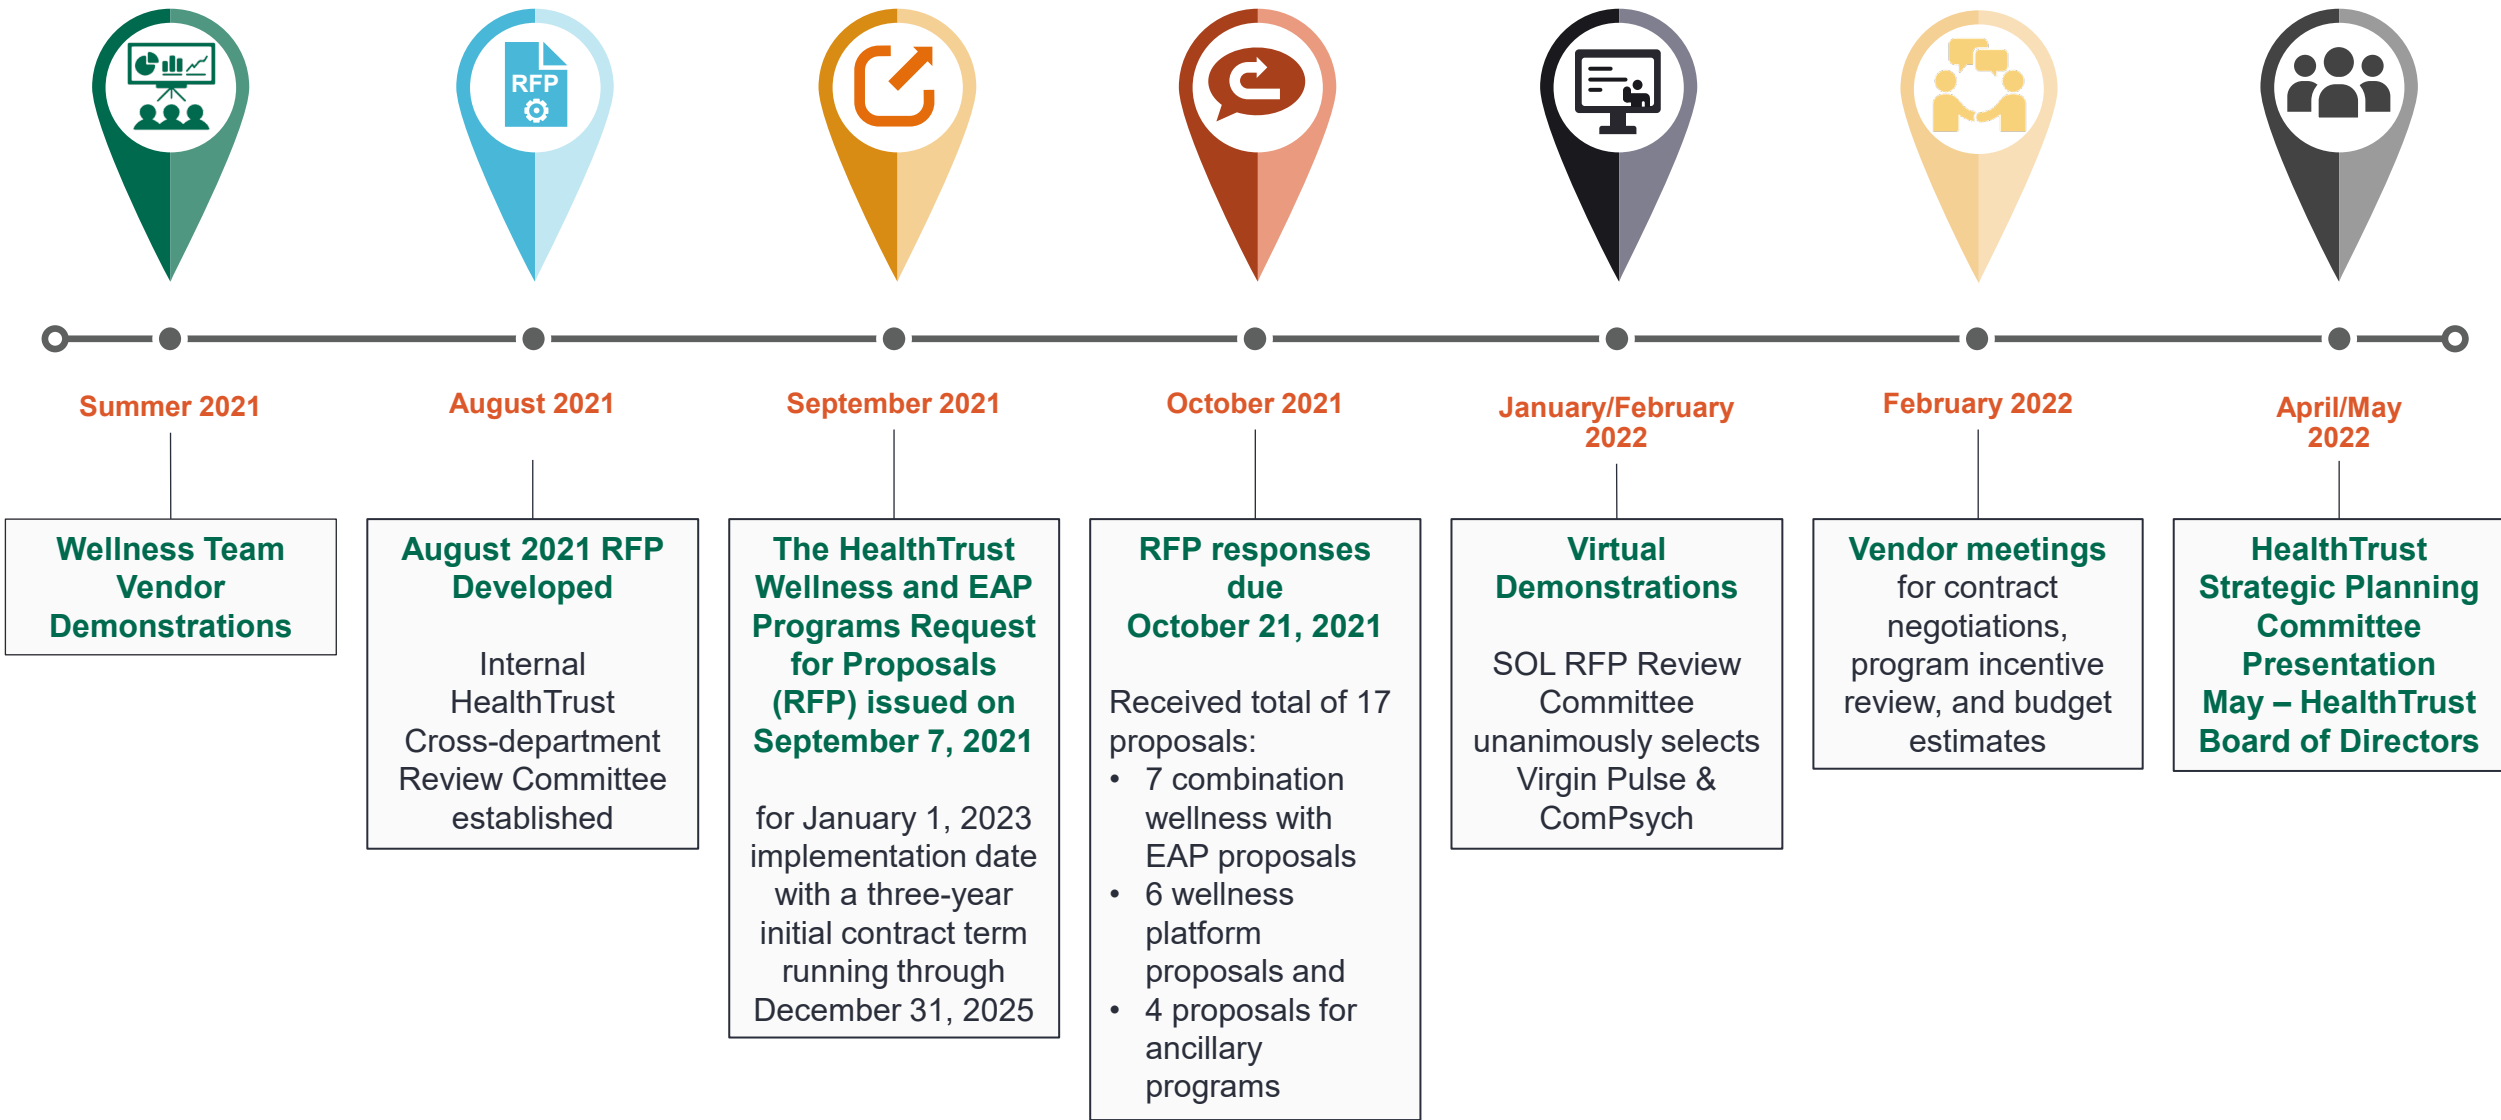 RFP
Summer 2021
August 2021
September 2021
October 2021
January/February
2022
February 2022
April/May
2022
Wellness Team
Vendor
Demonstrations
August 2021 RFP
Developed
Internal
HealthTrust
Cross-department
Review Committee
established
The HealthTrust
Wellness and EAP
Programs Request
for Proposals
(RFP) issued on
September 7, 2021
for January 1, 2023
implementation date
with a three-year
initial contract term
running through
December 31, 2025
RFP responses
due
October 21, 2021
Received total of 17
proposals:
• 7 combination
wellness with
EAP proposals
• 6 wellness
platform
proposals and
• 4 proposals for
ancillary
programs
Virtual
Demonstrations
SOL RFP Review
Committee
unanimously selects
Virgin Pulse &
ComPsych
Vendor meetings
for contract
negotiations,
program incentive
review, and budget
estimates
HealthTrust
Strategic Planning
Committee
Presentation
May – HealthTrust
Board of Directors